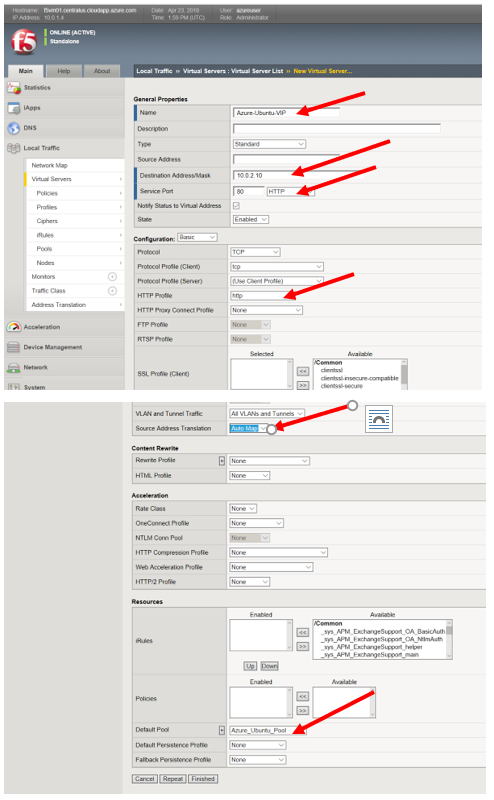 Hostname: f5vm01.centralus.cloudapp.azure.com Date: Apr 23, 2019 User: azureuser
IP Address: 10.0.1.4 Time: 1:59 PM (UTC) Role: Administrator
f5
ONLINE (ACTIVE)
Standalone
Main Help About
Local Traffic » Virtual Servers : Virtual Server List » New Virtual Server...
Statistics
iApps
DNS
Local Traffic
Network Map
Virtual Servers
Policies
Profiles
Ciphers
iRules
Pools
Nodes
Monitors
Traffic Class
Address Translation
Acceleration
Device Management
Network
System
General Properties
Name Azure-Ubuntu-VIP
Description
Type Standard
Source Address
Destination Address/Mask 10.0.2.10
Service Port 80 HTTP
Notify Status to Virtual Address
State Enabled
Configuration: Basic
Protocol TCP
Protocol Profile (Client) tcp
Protocol Profile (Server) (Use Client Profile)
HTTP Profile http
HTTP Proxy Connect Profile None
FTP Profile None
RTSP Profile None
Selected Available
SSL Profile (Client)
<<
>>
/Common
clientssl
clientssl-insecure-compatible
clientssl-secure
VLAN and Tunnel Traffic All VLANs and Tunnels
Source Address Translation Auto Map
Content Rewrite
Rewrite Profile None
HTML Profile None
Acceleration
Rate Class None
OneConnect Profile None
NTLM Conn Pool None
HTTP Compression Profile None
Web Acceleration Profile None
HTTP/2 Profile None
Resources
Enabled Available
iRules
<<
>>
/Common
_sys_APM_ExchangeSupport_OA_BasicAuth
_sys_APM_ExchangeSupport_OA_NtlmAuth
_sys_APM_ExchangeSupport_helper
_sys_APM_ExchangeSupport_main
Up Down
Enabled Available
Policies
<<
>>
Default Pool Azure_Ubuntu_Pool
Default Persistence Profile None
Fallback Persistence Profile None
Cancel Repeat Finished